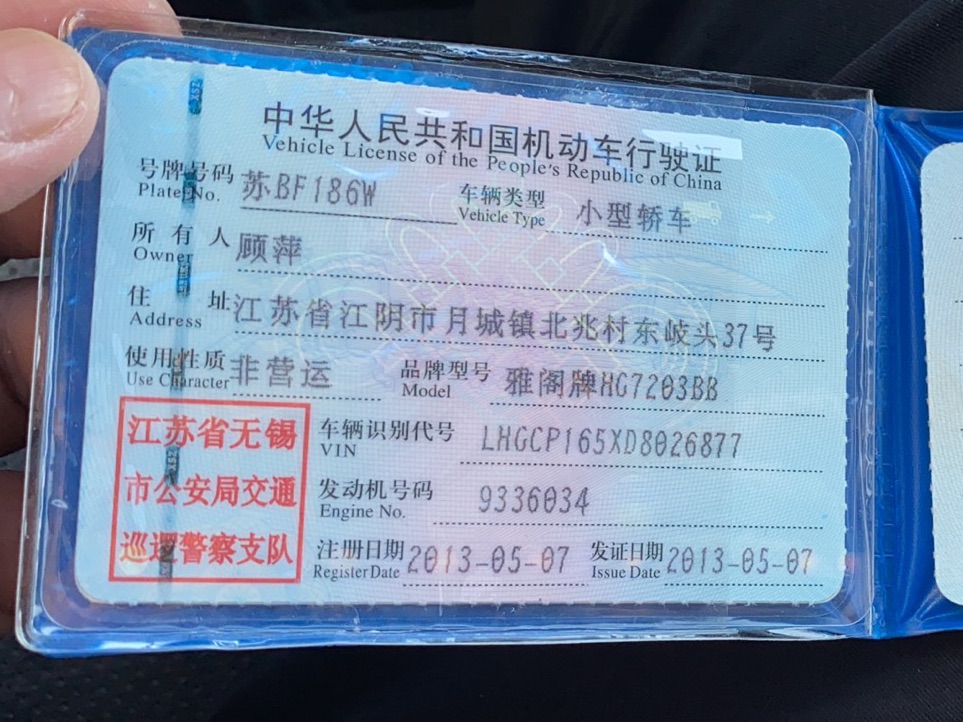 中华人民共和国机动车行驶证
Vehicle License of the People's Republic of China
号牌号码 苏BF186W 车辆类型 小型轿车
Plate No. Vehicle Type
所有人 顾萍
Owner
住址 江苏省江阴市月城镇北兆村东岐头37号
Address
使用性质 非营运 品牌型号 雅阁牌HG7203BB
Use Character Model
江苏省无锡
市公安局交通
巡逻警察支队
车辆识别代号 LHGCP165XD8026877
VIN
发动机号码 9336034
Engine No.
注册日期 2013-05-07 发证日期 2013-05-07
Register Date Issue Date